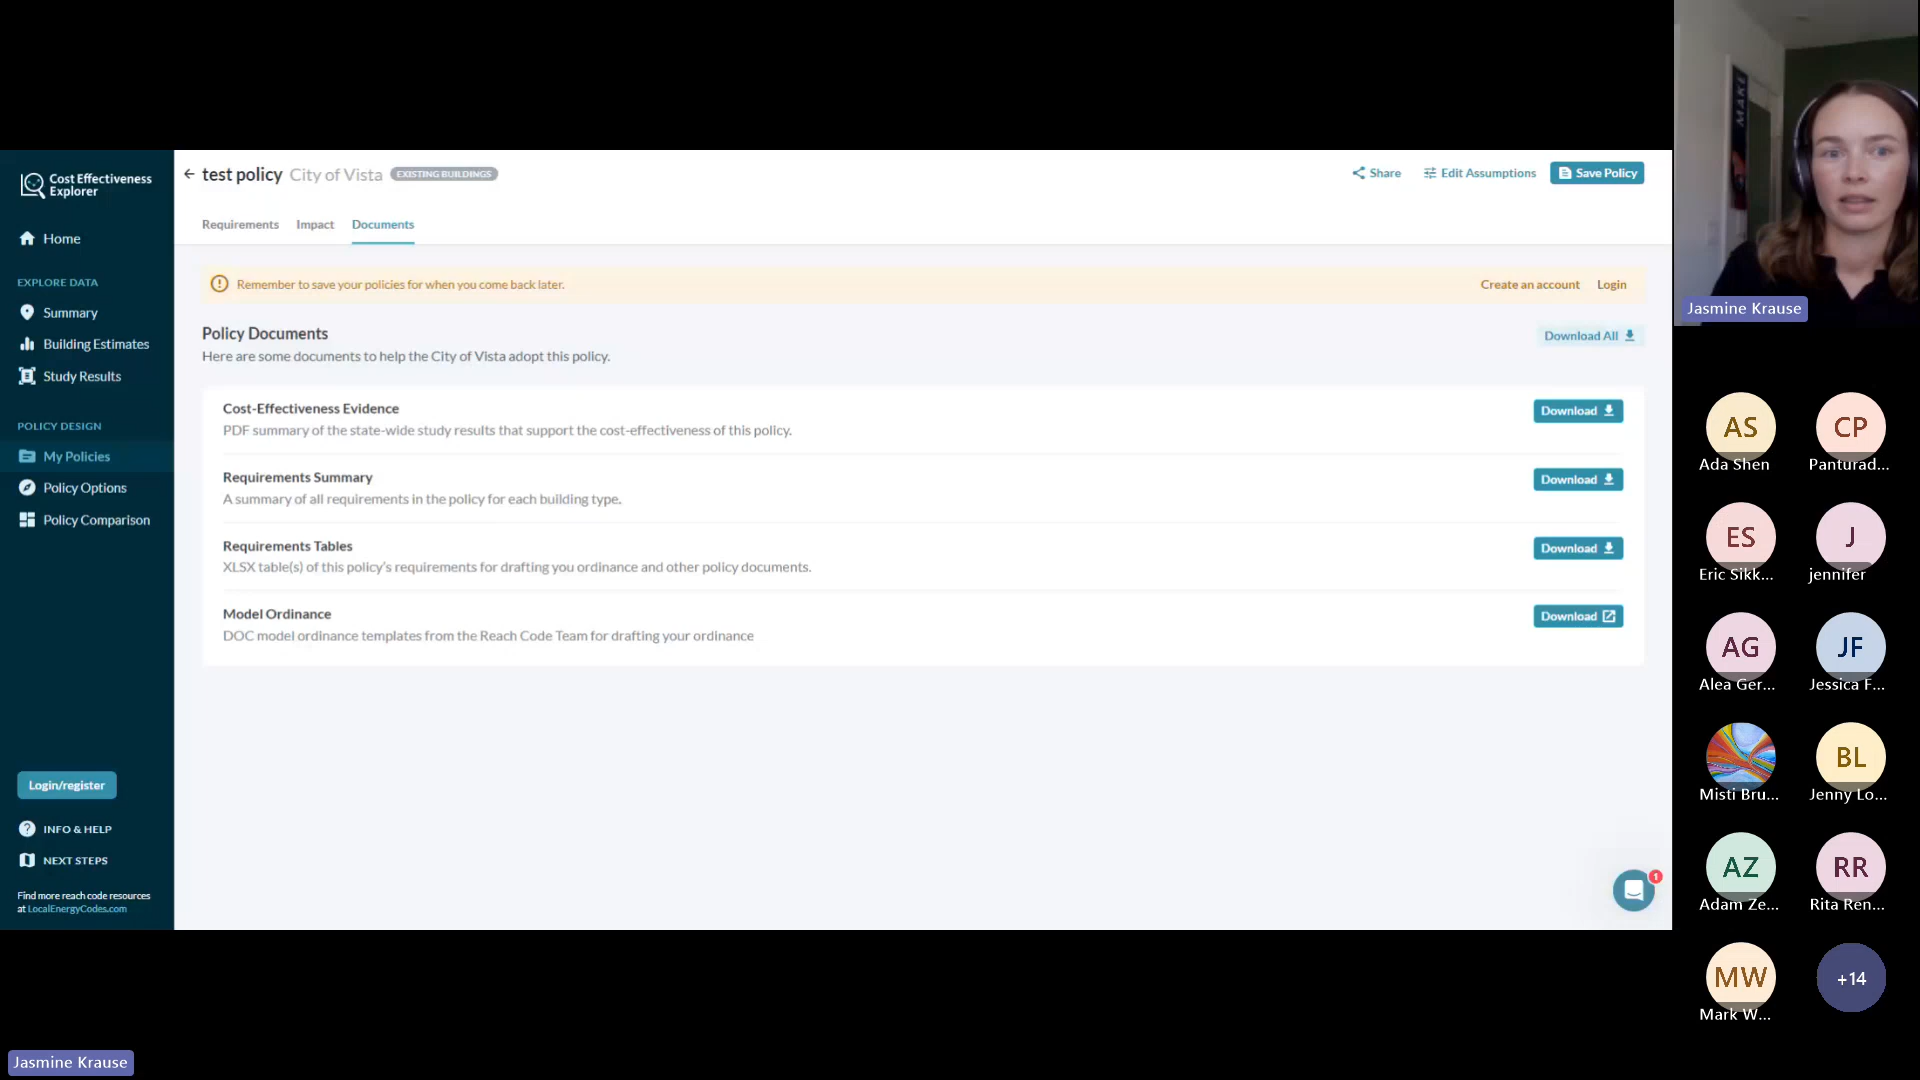 Cost Effectiveness
Explorer
Home
EXPLORE DATA
Summary
Building Estimates
Study Results
POLICY DESIGN
My Policies
Policy Options
Policy Comparison
Login/register
INFO & HELP
NEXT STEPS
Find more reach code resources
at LocalEnergyCodes.com
test policy City of Vista EXISTING BUILDINGS
Share Edit Assumptions Save Policy
Requirements Impact Documents
Remember to save your policies for when you come back later.
Create an account Login
Policy Documents
Download All
Here are some documents to help the City of Vista adopt this policy.
Cost-Effectiveness Evidence
PDF summary of the state-wide study results that support the cost-effectiveness of this policy.
Download
Requirements Summary
A summary of all requirements in the policy for each building type.
Download
Requirements Tables
XLSX table(s) of this policy's requirements for drafting you ordinance and other policy documents.
Download
Model Ordinance
DOC model ordinance templates from the Reach Code Team for drafting your ordinance
Download
1
MAKE
Jasmine Krause
AS
Ada Shen
CP
Panturad...
ES
Eric Sikk...
J
jennifer
AG
Alea Ger...
JF
Jessica F...
Misti Bru...
BL
Jenny Lo...
AZ
Adam Ze...
RR
Rita Ren...
MW
Mark W...
+14
Jasmine Krause